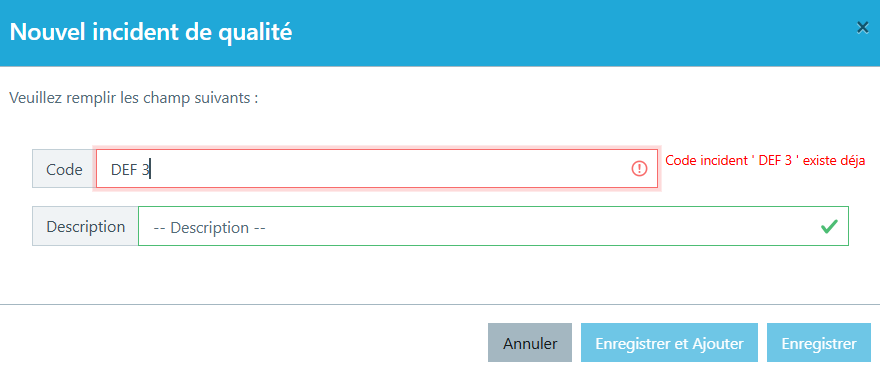 Nouvel incident de qualité
×
Veuillez remplir les champ suivants :
Code DEF 3 Code incident ' DEF 3 ' existe déja
Description -- Description --
Annuler Enregistrer et Ajouter Enregistrer